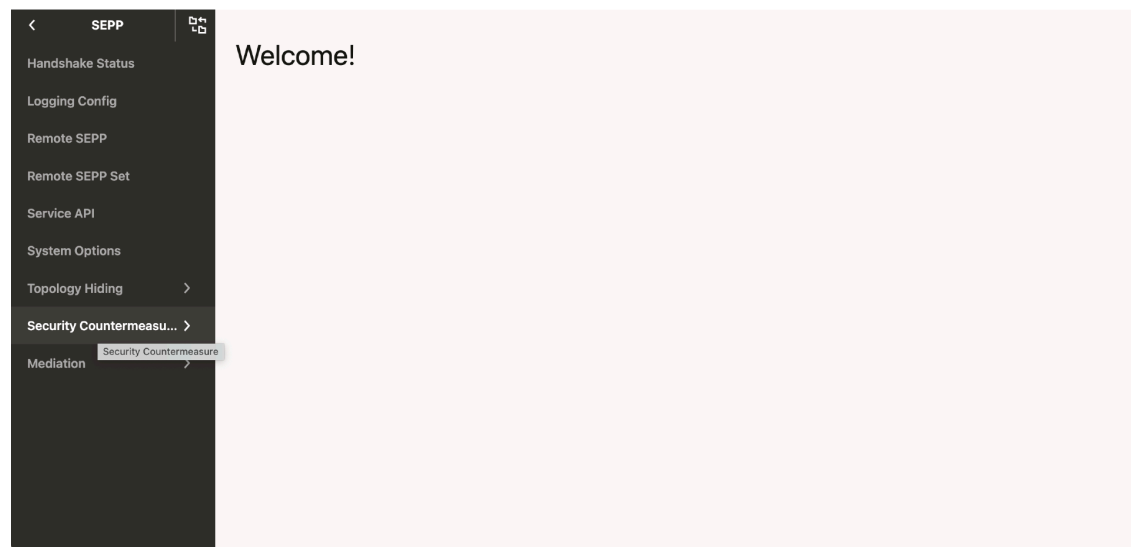 SEPP
Welcome!
Handshake Status
Logging Config
Remote SEPP
Remote SEPP Set
Service API
System Options
Topology Hiding
Security Countermeasu...
Security Countermeasure
Mediation